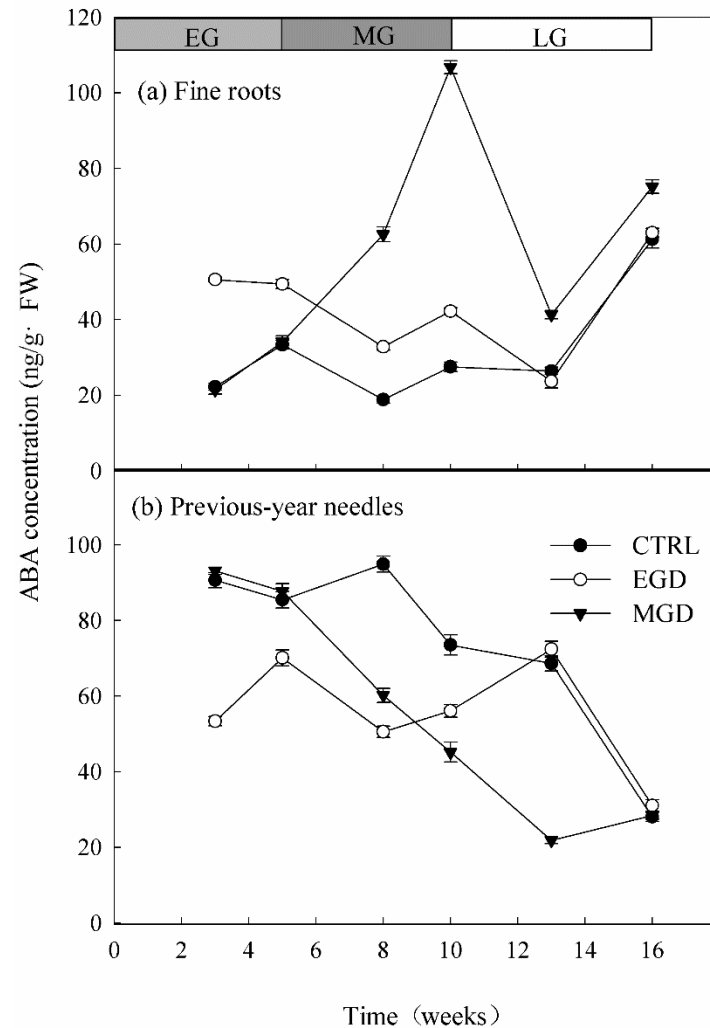 EG MG LG
(a) Fine roots
120
100
80
60
40
20
0
ABA concentration (ng/g· FW)
(b) Previous-year needles
CTRL
EGD
MGD
100
80
60
40
20
0
0 2 4 6 8 10 12 14 16
Time （weeks）